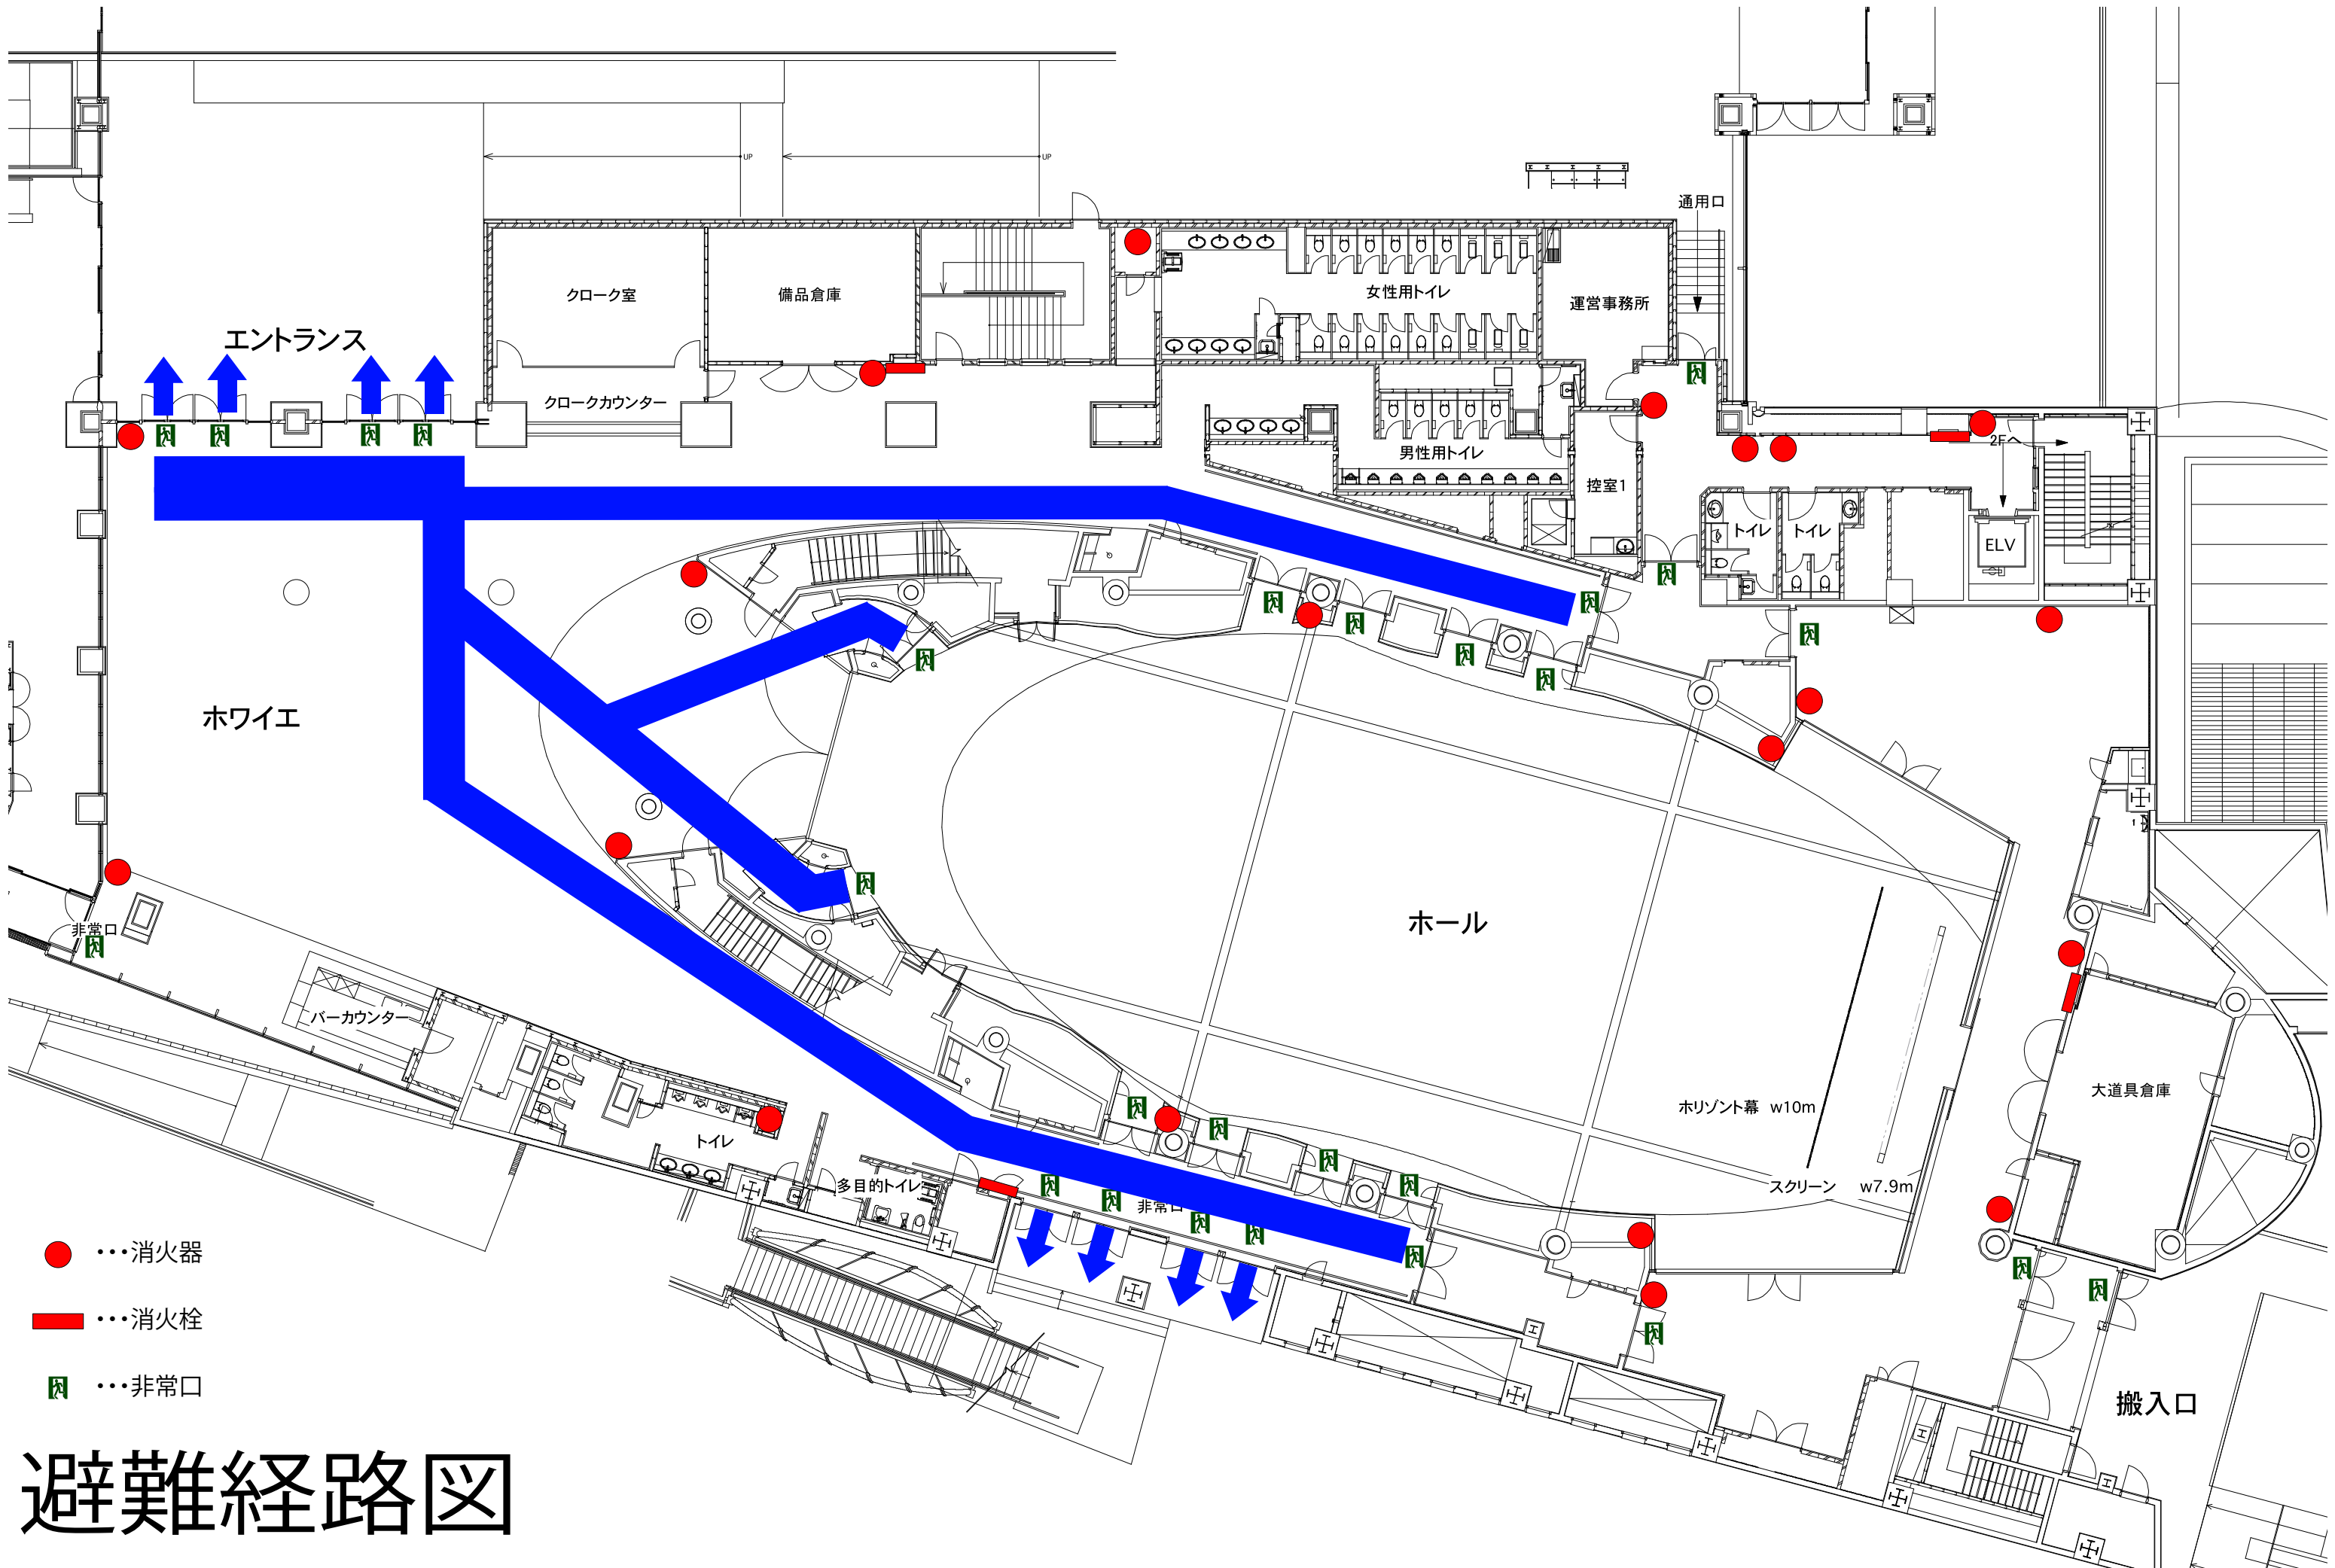 UP
UP
通用口
クローク室
備品倉庫
女性用トイレ
運営事務所
エントランス
クロークカウンター
男性用トイレ
2Fへ
控室1
トイレ
トイレ
ELV
ホワイエ
ホール
非常口
バーカウンター
ホリゾント幕 w10m
大道具倉庫
トイレ
多目的トイレ
スクリーン w7.9m
非常口
･･･消火器
･･･消火栓
･･･非常口
搬入口
避難経路図